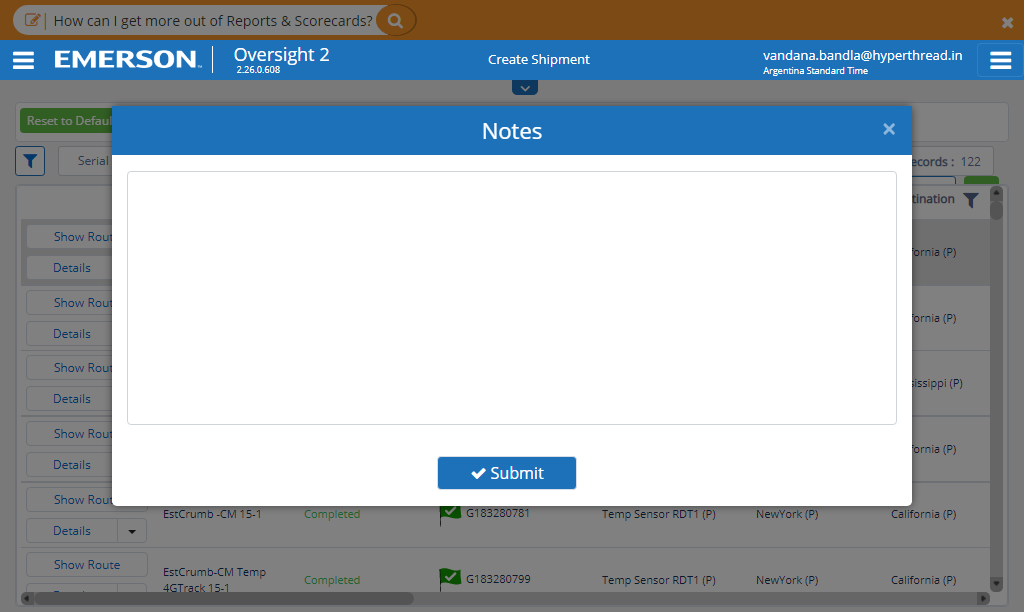 How can I get more out of Reports & Scorecards?
EMERSON
Oversight 2
2.26.0.608
Create Shipment
vandana.bandla@hyperthread.in
Argentina Standard Time
Reset to Defaul
Notes
Serial
ecords : 122
tination
Show Rout
Details
fornia (P)
Show Rout
Details
fornia (P)
Show Rout
Details
sissippi (P)
Show Rout
Details
fornia (P)
Submit
Show Rout
Details
EstCrumb -CM 15-1
Completed
G183280781
Temp Sensor RDT1 (P)
NewYork (P)
California (P)
Show Route
EstCrumb-CM Temp
4GTrack 15-1
Completed
G183280799
Temp Sensor RDT1 (P)
NewYork (P)
California (P)